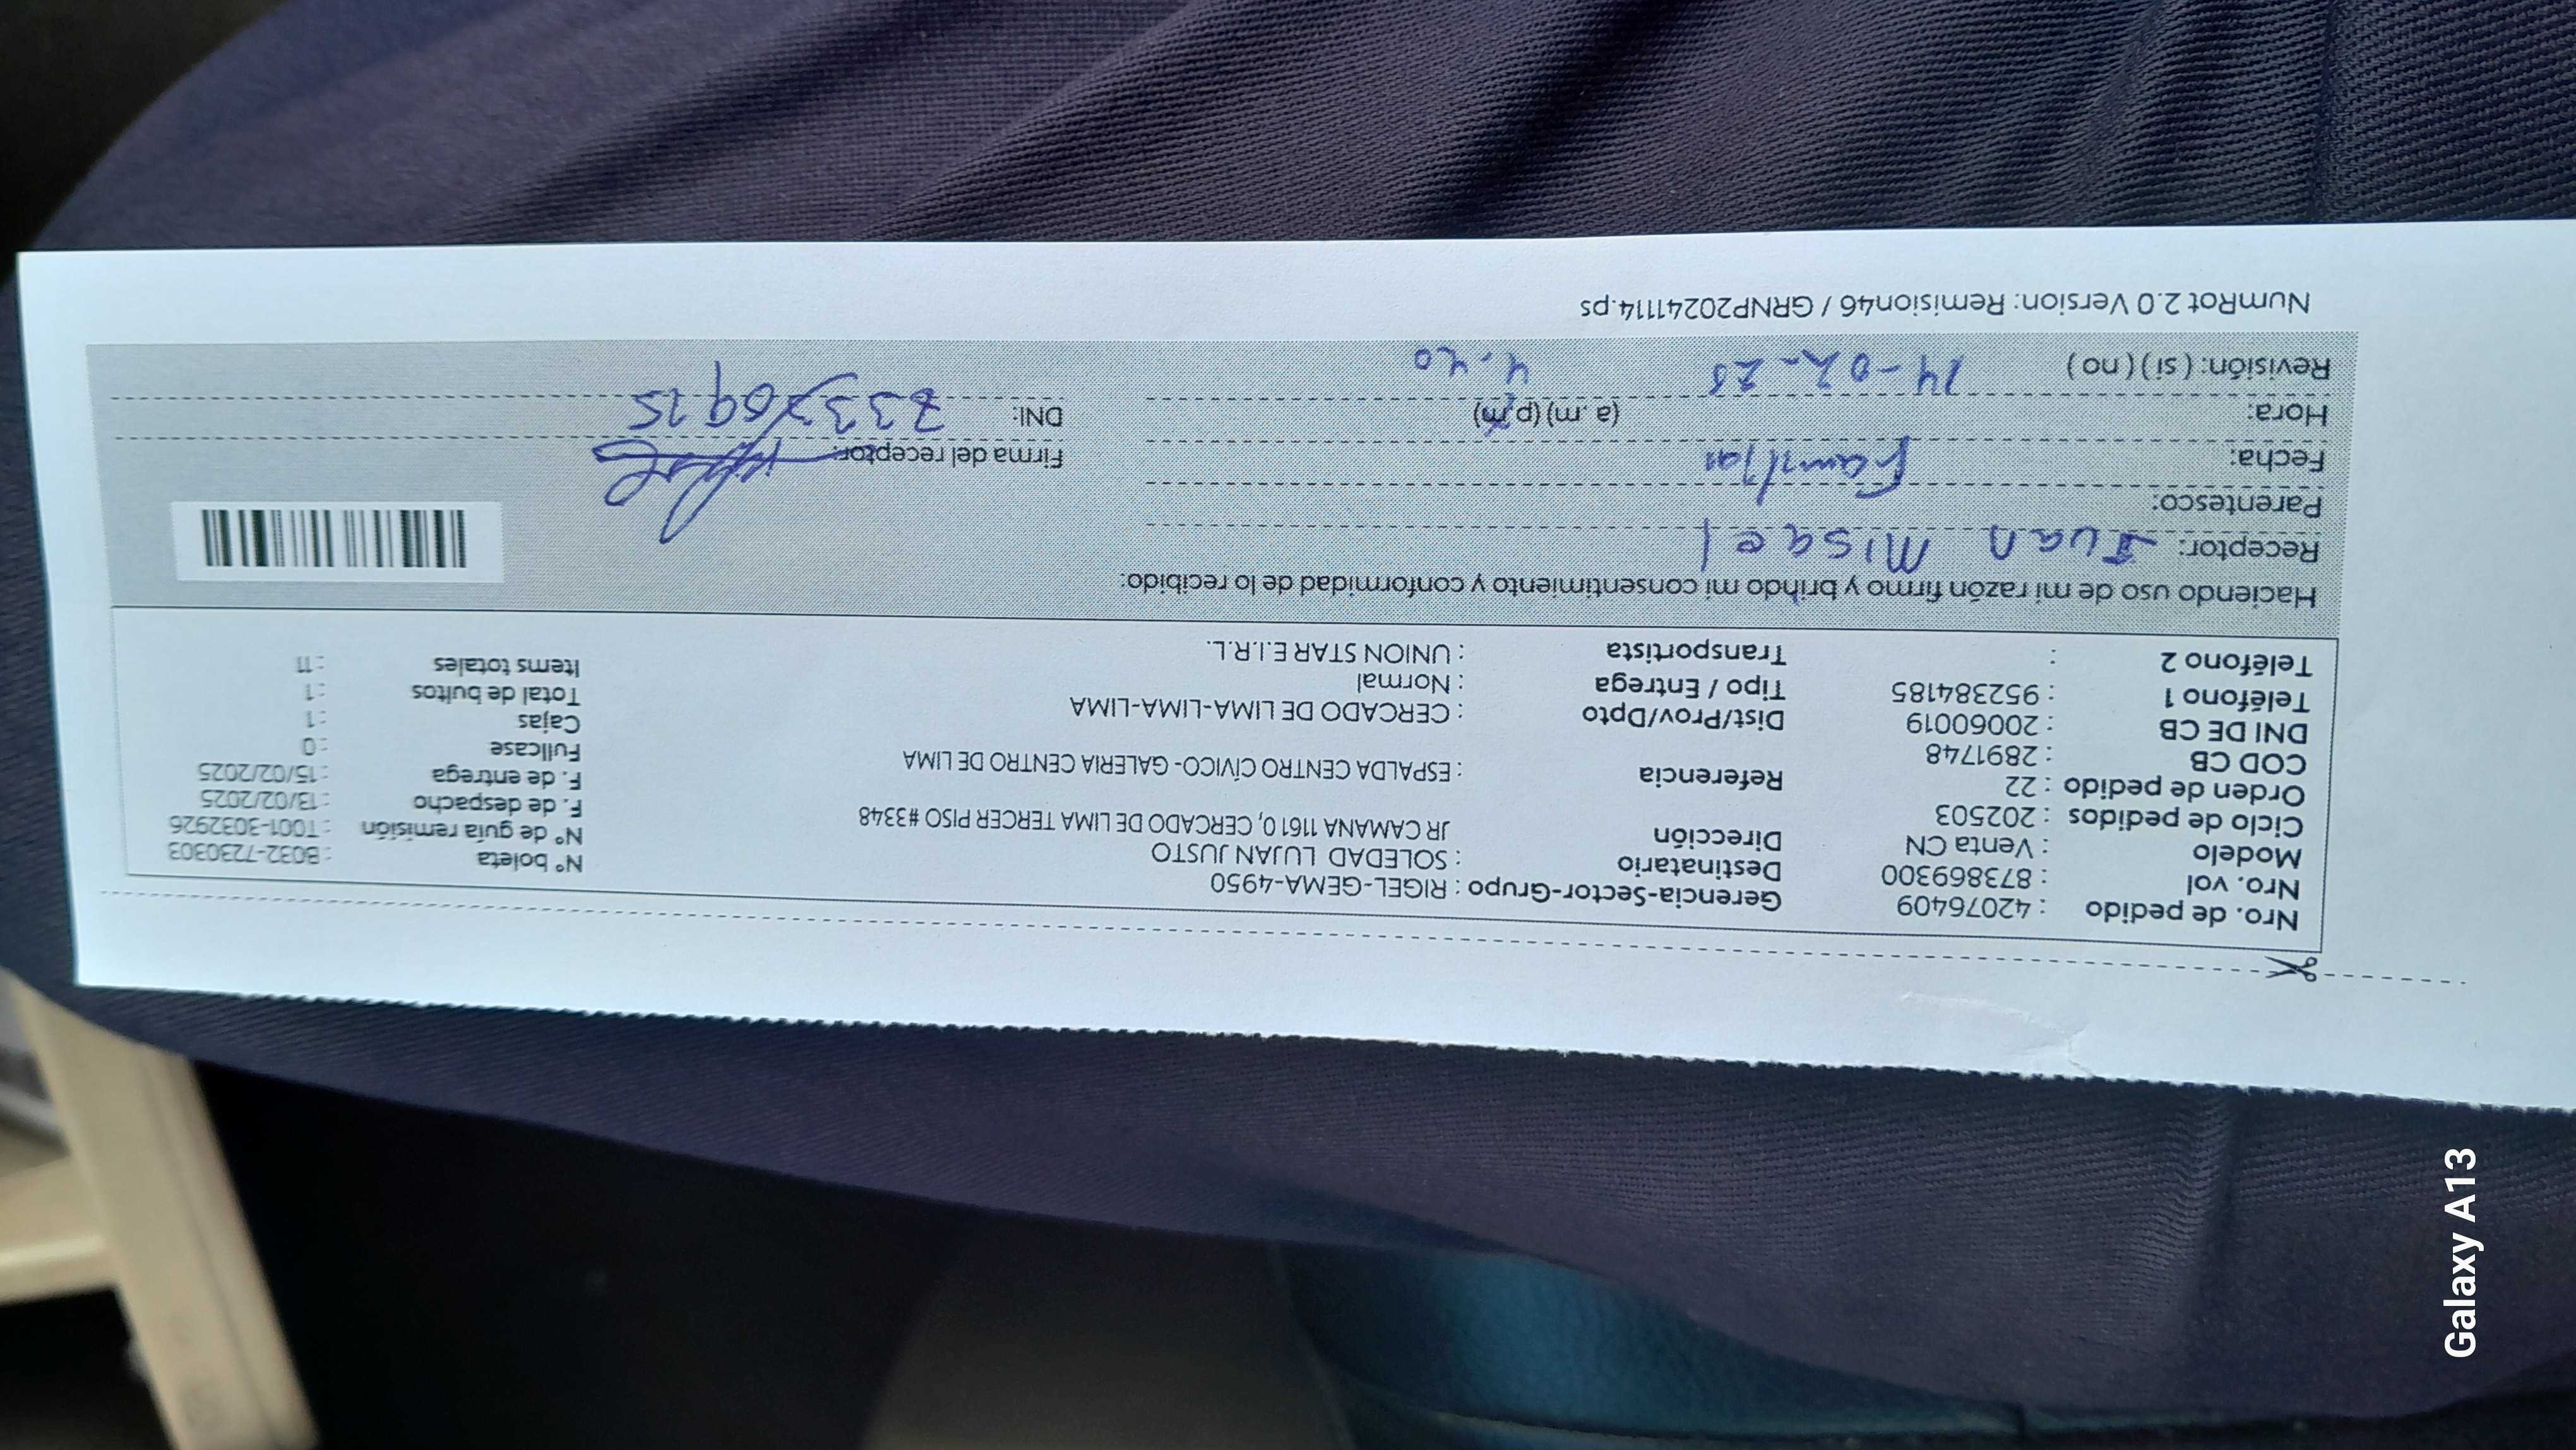 Nro. de pedido : 42076409
Nro. vol : 873869300
Modelo : Venta CN
Ciclo de pedidos : 202503
Orden de pedido : 22
COD CB : 2891748
DNI DE CB : 20060019
Teléfono 1 : 952384185
Teléfono 2 :
Gerencia-Sector-Grupo : RIGEL-GEMA-4950
Destinatario : SOLEDAD LUJAN JUSTO
Dirección JR CAMANA 1161 0, CERCADO DE LIMA TERCER PISO #3348
Referencia : ESPALDA CENTRO CÍVICO- GALERIA CENTRO DE LIMA
Dist/Prov/Dpto : CERCADO DE LIMA-LIMA-LIMA
Tipo / Entrega : Normal
Transportista : UNION STAR E.I.R.L.
N° boleta : B032-7230303
N° de guía remisión : T001-3032926
F. de despacho : 13/02/2025
F. de entrega : 15/02/2025
Fullcase : 0
Cajas : 1
Total de bultos : 1
Items totales : 11
Haciendo uso de mi razón firmo y brindo mi consentimiento y conformidad de lo recibido:
Receptor: Ivan Misael
Parentesco:
Fecha: Familiar
Hora: (a. m) (p.m)
Revisión: ( si ) ( no ) 14-02-25 4.20
Firma del receptor:
DNI:
NumRot 2.0 Version: Remision46 / GRNP20241114.ps
Galaxy A13